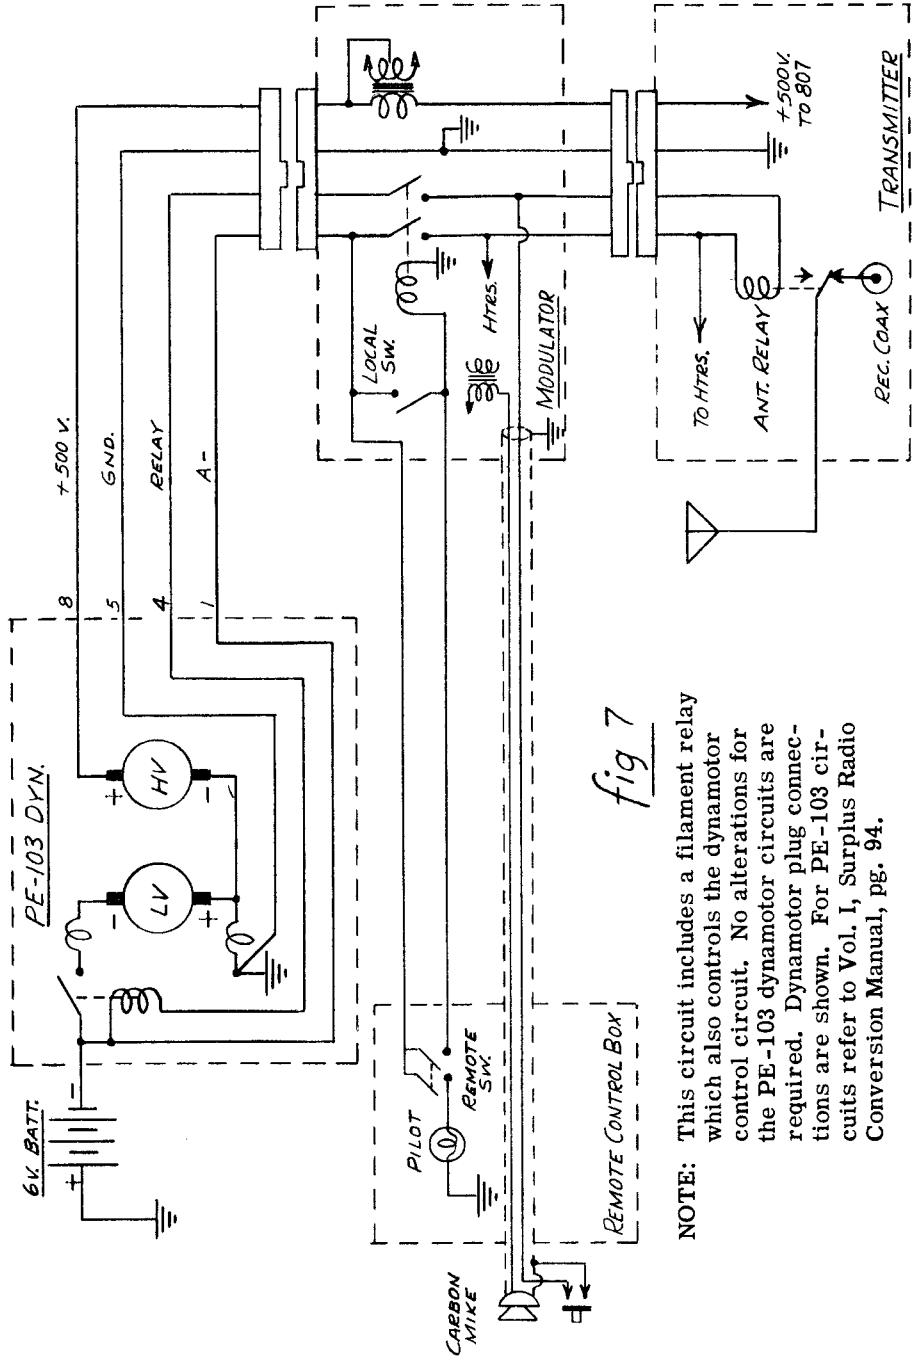 6V. BATT.
+
−
PE-103 DYN.
−
LV
+
+
HV
−
8
+500 V.
5
GND.
4
RELAY
1
A-
LOCAL
SW.
HTRS.
MODULATOR
+500V.
TO 807
TO HTRS.
ANT. RELAY
REC. COAX
TRANSMITTER
PILOT
REMOTE
SW.
REMOTE CONTROL BOX
CARBON
MIKE
fig 7
NOTE: This circuit includes a filament relay
which also controls the dynamotor
control circuit. No alterations for
the PE-103 dynamotor circuits are
required. Dynamotor plug connec-
tions are shown. For PE-103 cir-
cuits refer to Vol. I, Surplus Radio
Conversion Manual, pg. 94.